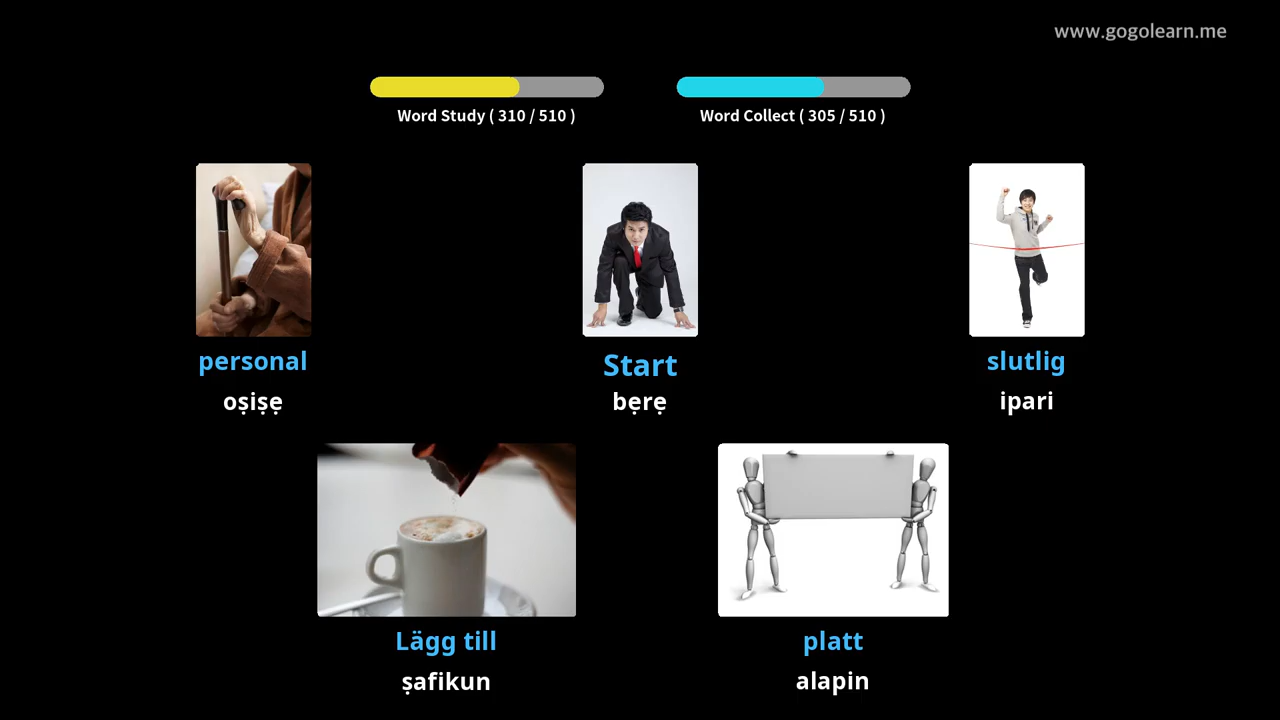 www.gogolearn.me
Word Study ( 310 / 510 )
Word Collect ( 305 / 510 )
personal
Start
slutlig
oṣiṣẹ
bẹrẹ
ipari
Lägg till
platt
ṣafikun
alapin